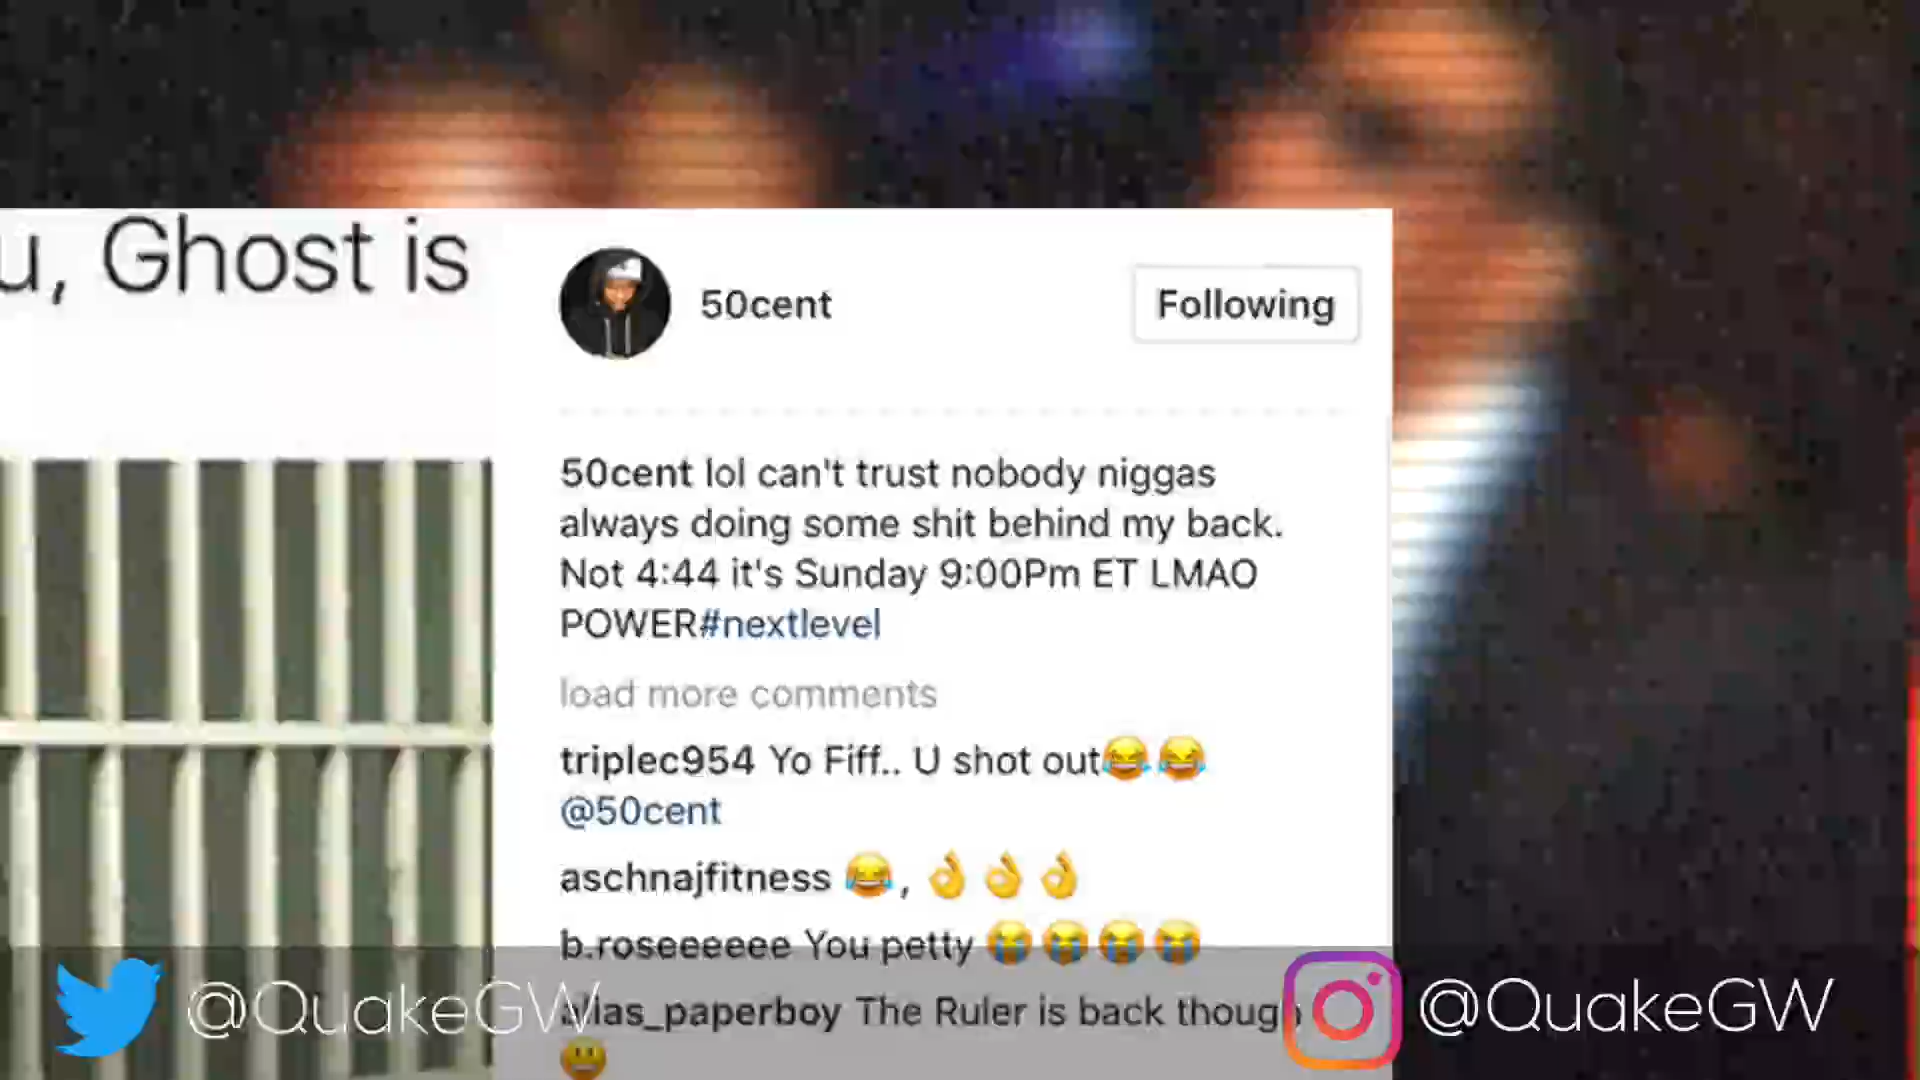 u, Ghost is
50cent
Following
50cent lol can't trust nobody niggas
always doing some shit behind my back.
Not 4:44 it's Sunday 9:00Pm ET LMAO
POWER#nextlevel
load more comments
triplec954 Yo Fiff.. U shot out😂😂
@50cent
aschnajfitness 😂, 👌👌👌
b.roseeeeee You petty 😭😭😭😭
alias_paperboy The Ruler is back though
😃
@QuakeGW
@QuakeGW